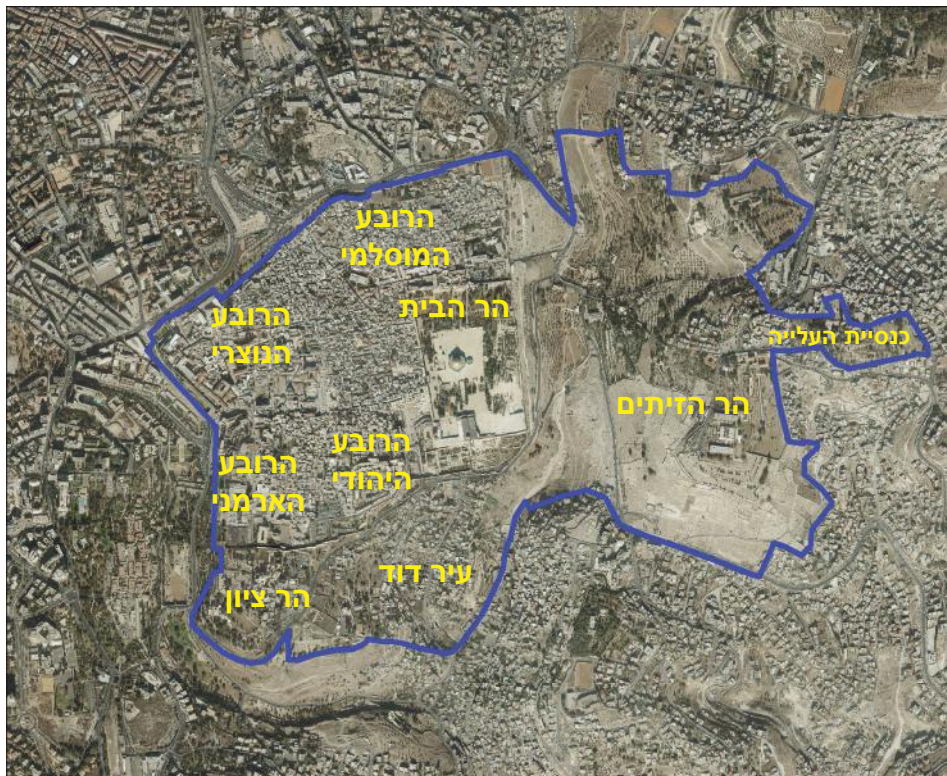 הרובע
המוסלמי
הר הבית
הרובע
הנוצרי
כנסיית העלייה
הר הזיתים
הרובע
היהודי
הרובע
הארמני
עיר דוד
הר ציון